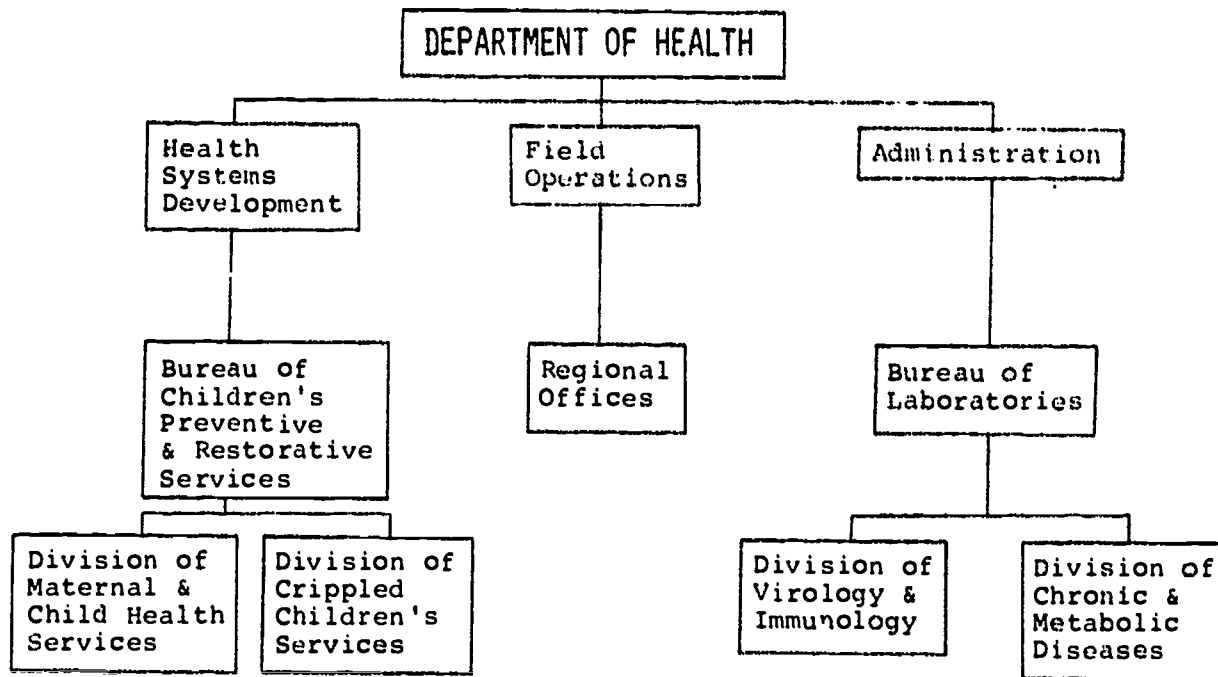 DEPARTMENT OF HEALTH
Health
Systems
Development
Field
Operations
Administration
Bureau of
Children's
Preventive
& Restorative
Services
Regional
Offices
Bureau of
Laboratories
Division of
Maternal &
Child Health
Services
Division of
Crippled
Children's
Services
Division of
Virology &
Immunology
Division of
Chronic &
Metabolic
Diseases